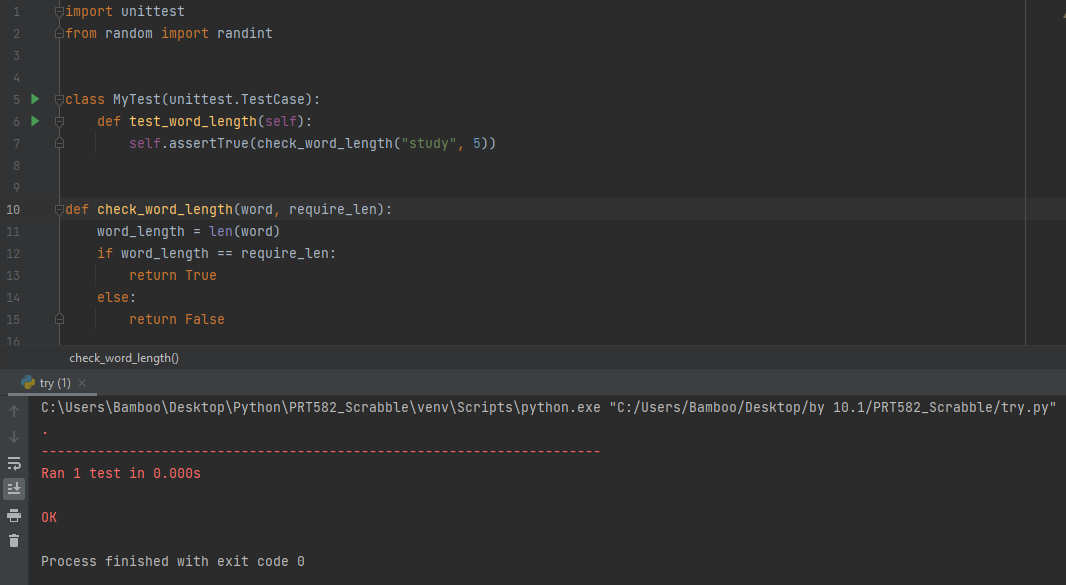 1 import unittest
2 from random import randint
3
4
5 class MyTest(unittest.TestCase):
6     def test_word_length(self):
7         self.assertTrue(check_word_length("study", 5))
8
9
10 def check_word_length(word, require_len):
11     word_length = len(word)
12     if word_length == require_len:
13         return True
14     else:
15         return False
16
check_word_length()
try (1)
C:\Users\Bamboo\Desktop\Python\PRT582_Scrabble\venv\Scripts\python.exe "C:/Users/Bamboo/Desktop/by 10.1/PRT582_Scrabble/try.py"
.
----------------------------------------------------------------------
Ran 1 test in 0.000s
OK
Process finished with exit code 0